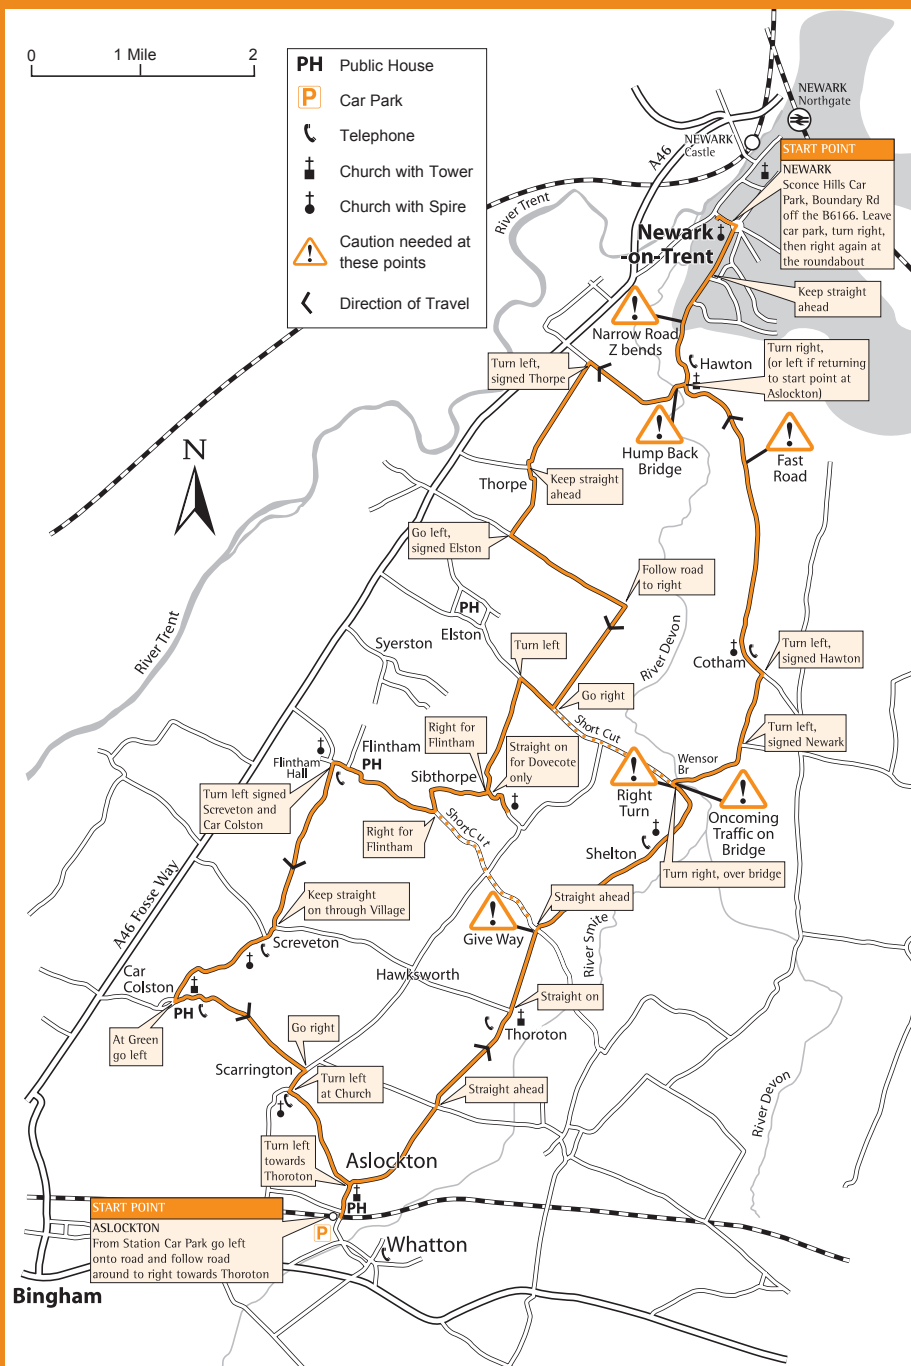 0 1 Mile 2
PH Public House
P Car Park
Telephone
Church with Tower
Church with Spire
Caution needed at
these points
Direction of Travel
NEWARK
Northgate
NEWARK
Castle
A46
River Trent
START POINT
NEWARK
Sconce Hills Car
Park, Boundary Rd
off the B6166. Leave
car park, turn right,
then right again at
the roundabout
Newark
-on-Trent
Keep straight
ahead
Narrow Road
Z bends
Turn right,
(or left if returning
to start point at
Aslockton)
Hawton
Turn left,
signed Thorpe
Hump Back
Bridge
Fast
Road
N
Thorpe
Keep straight
ahead
Go left,
signed Elston
Follow road
to right
PH
Elston
Syerston
River Trent
River Devon
Turn left
Cotham
Turn left,
signed Hawton
Go right
Short Cut
Turn left,
signed Newark
Right for
Flintham
Straight on
for Dovecote
only
Flintham
PH
Flintham
Hall
Sibthorpe
Wensor
Br
Turn left signed
Screveton and
Car Colston
Right
Turn
Oncoming
Traffic on
Bridge
Right for
Flintham
Short Cut
Shelton
Turn right, over bridge
A46 Fosse Way
Keep straight
on through Village
Straight ahead
Give Way
Screveton
River Smite
Car
Colston
PH
Hawksworth
Straight on
At Green
go left
Go right
Thoroton
Scarrington
Turn left
at Church
Straight ahead
River Devon
Turn left
towards
Thoroton
Aslockton
PH
START POINT
ASLOCKTON
From Station Car Park go left
onto road and follow road
around to right towards Thoroton
P
Whatton
Bingham